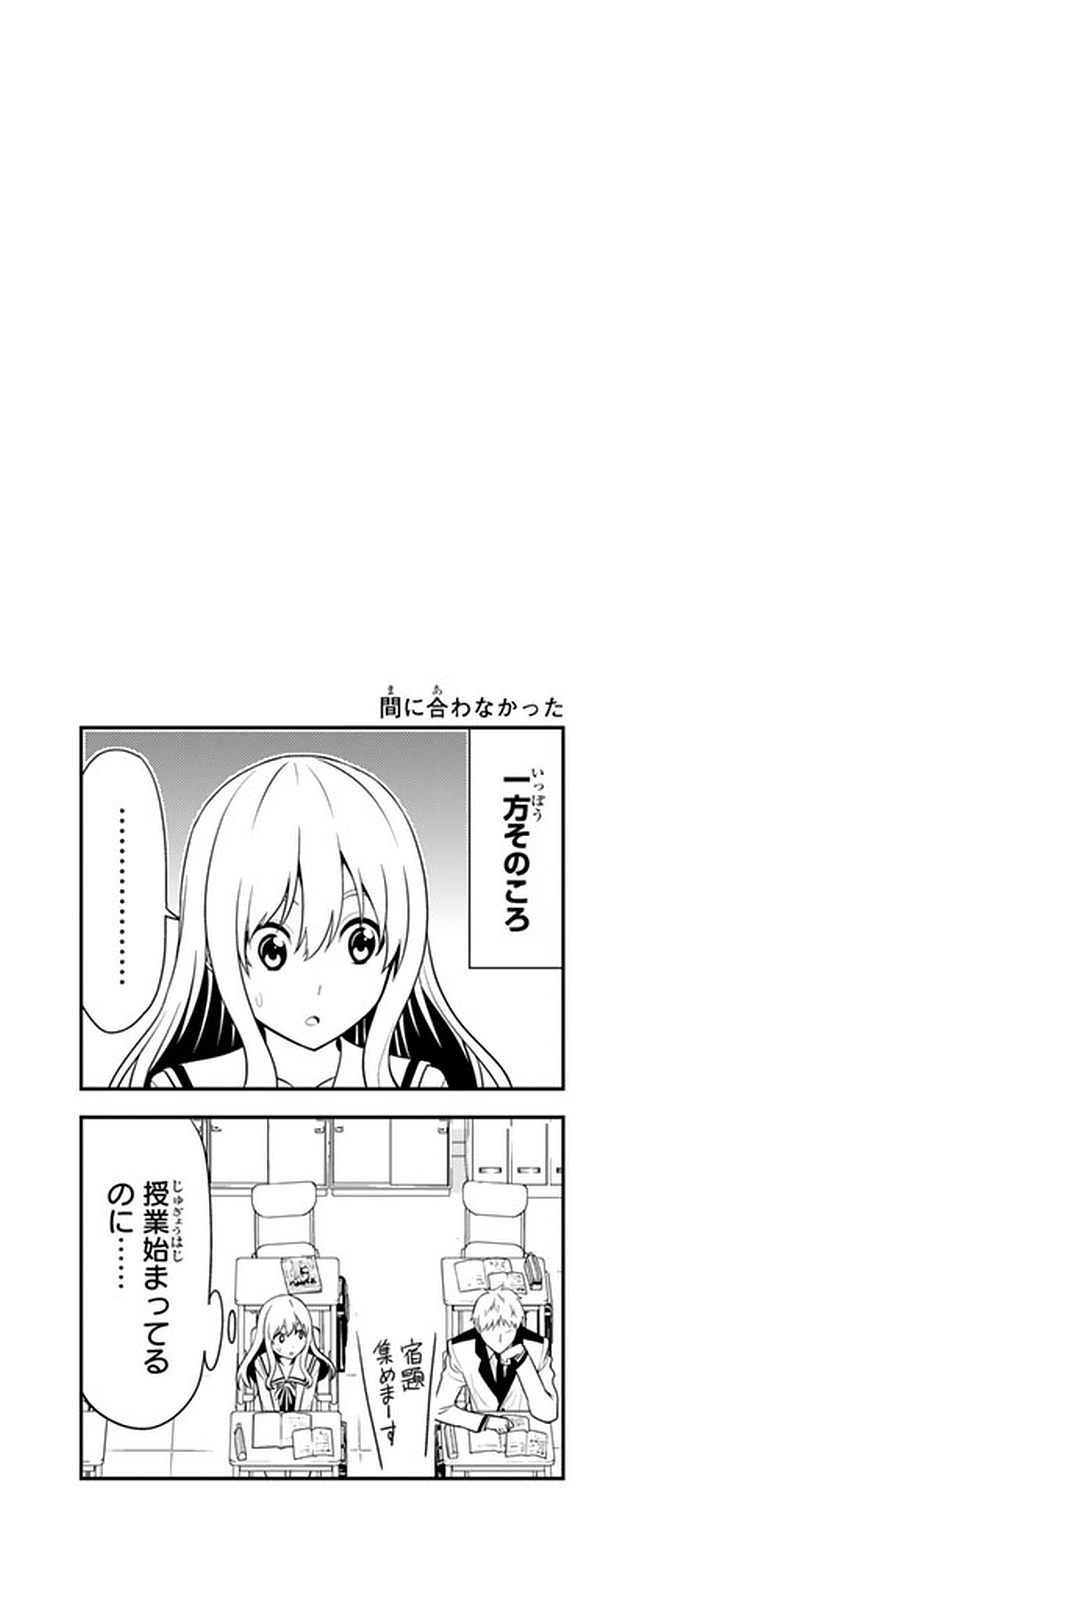 間に合わなかった
一方そのころ
…………………
宿題
集めまーす
授業始まってる
のに……